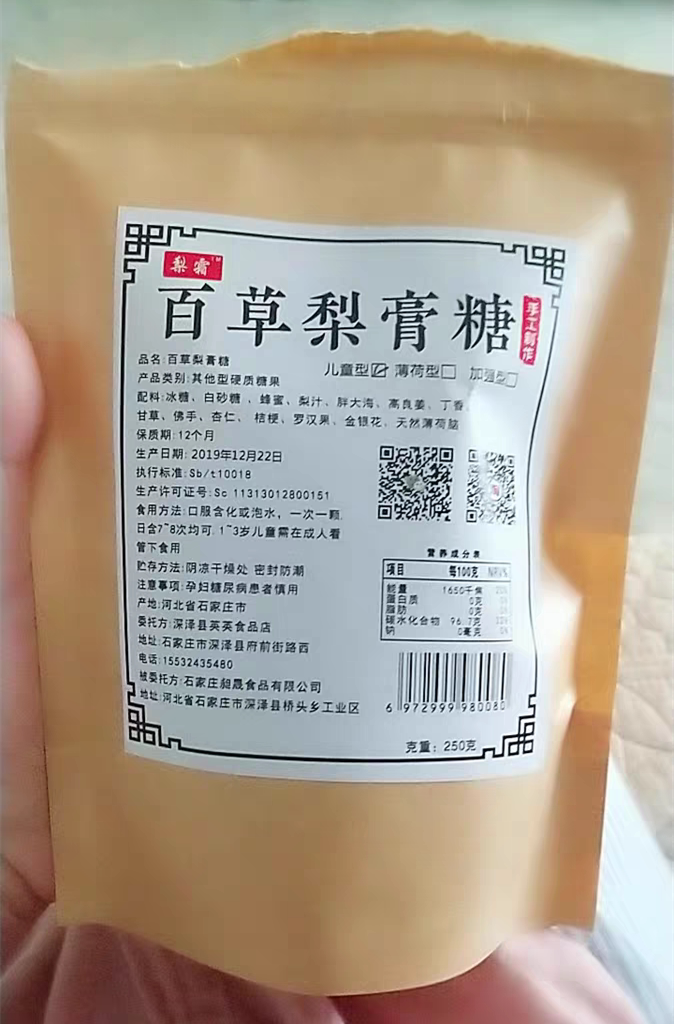 梨霜™
百草梨膏糖
手工制作
儿童型☑ 薄荷型□ 加强型□
品名:百草梨膏糖
产品类别:其他型硬质糖果
配料:冰糖、白砂糖、蜂蜜、梨汁、胖大海、高良姜、丁香、
甘草、佛手、杏仁、桔梗、罗汉果、金银花、天然薄荷脑
保质期:12个月
生产日期:2019年12月22日
执行标准:Sb/t10018
生产许可证号:Sc 11313012800151
食用方法:口服含化或泡水,一次一颗.
日含7~8次均可.1~3岁儿童需在成人看
管下食用
贮存方法:阴凉干燥处 密封防潮
注意事项:孕妇糖尿病患者慎用
产地:河北省石家庄市
委托方:深泽县英英食品店
地址:石家庄市深泽县府前街路西
电话:15532435480
被委托方:石家庄昶晟食品有限公司
地址:河北省石家庄市深泽县桥头乡工业区
营养成分表
项目 每100克 NRV%
能量 1650千焦
蛋白质 0克
脂肪 0克
碳水化合物 96.7克
钠 0毫克
6 972999 980080
克重:250克